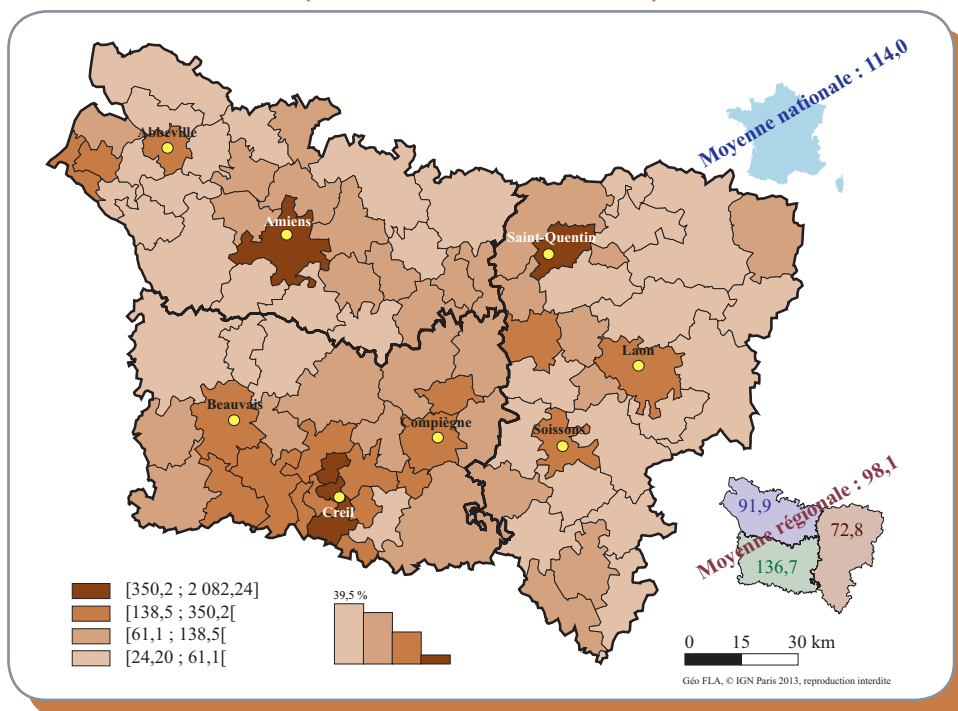 Moyenne nationale : 114,0
Abbeville
Amiens
Saint-Quentin
Laon
Beauvais
Compiègne
Soissons
Creil
Moyenne régionale : 98,1
91,9
72,8
136,7
[350,2 ; 2 082,24]
[138,5 ; 350,2[
[61,1 ; 138,5[
[24,20 ; 61,1[
39,5 %
0 15 30 km
Géo FLA, © IGN Paris 2013, reproduction interdite